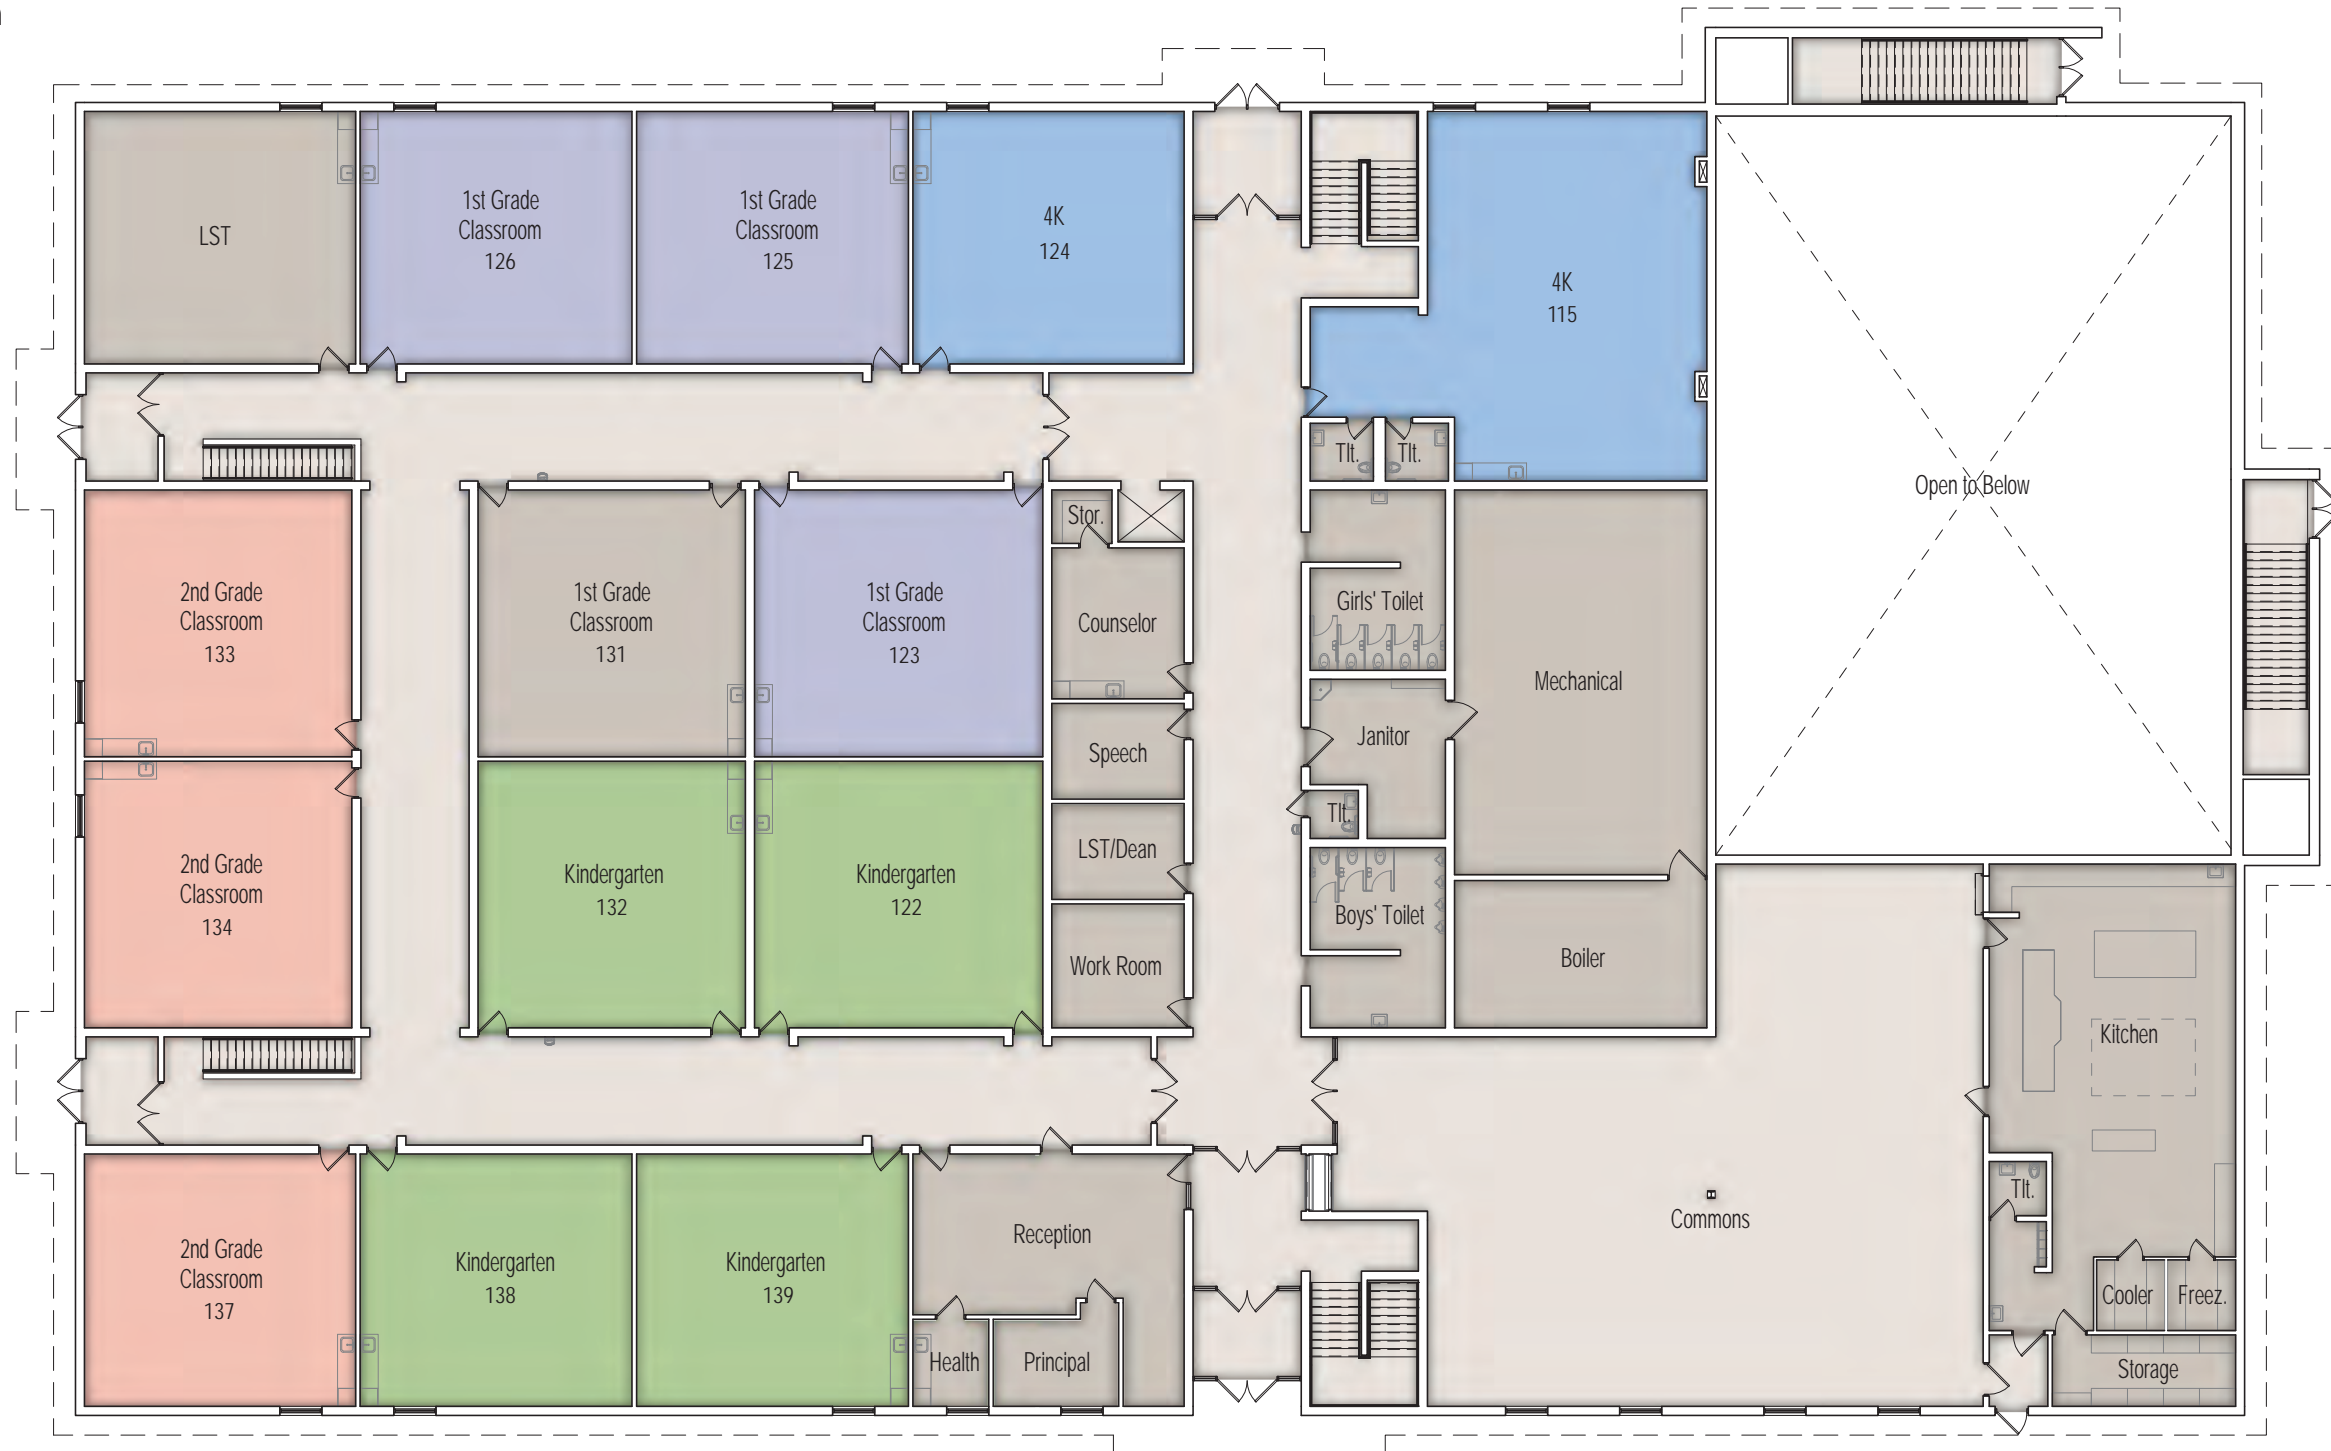 LST
1st Grade
Classroom
126
1st Grade
Classroom
125
4K
124
4K
115
Tlt.
Tlt.
Open to Below
2nd Grade
Classroom
133
1st Grade
Classroom
131
1st Grade
Classroom
123
Stor.
Counselor
Girls' Toilet
Mechanical
Speech
Janitor
Tlt.
2nd Grade
Classroom
134
Kindergarten
132
Kindergarten
122
LST/Dean
Work Room
Boys' Toilet
Boiler
Kitchen
2nd Grade
Classroom
137
Kindergarten
138
Kindergarten
139
Reception
Health
Principal
Commons
Tlt.
Cooler
Freez.
Storage